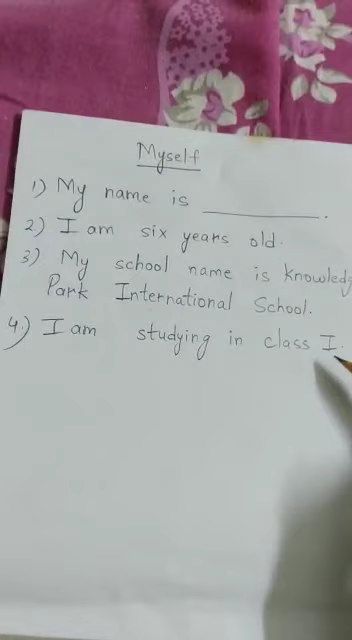 Myself
1) My name is ________.
2) I am six years old.
3) My school name is Knowledg
Park International School.
4.) I am studying in class I.